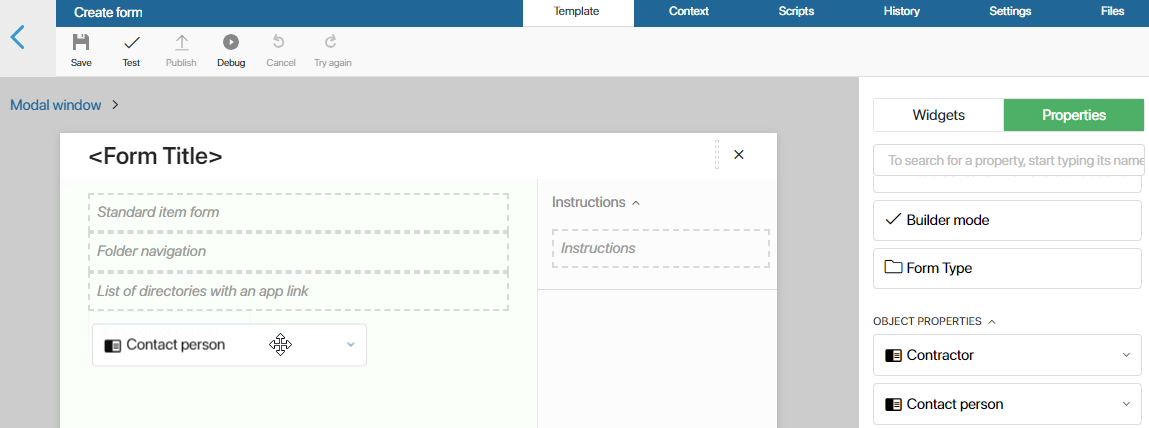 Create form
Template
Context
Scripts
History
Settings
Files
Save
Test
Publish
Debug
Cancel
Try again
Modal window
<Form Title>
Standard item form
Folder navigation
List of directories with an app link
Contact person
Instructions
Instructions
Widgets
Properties
To search for a property, start typing its name
Builder mode
Form Type
OBJECT PROPERTIES
Contractor
Contact person